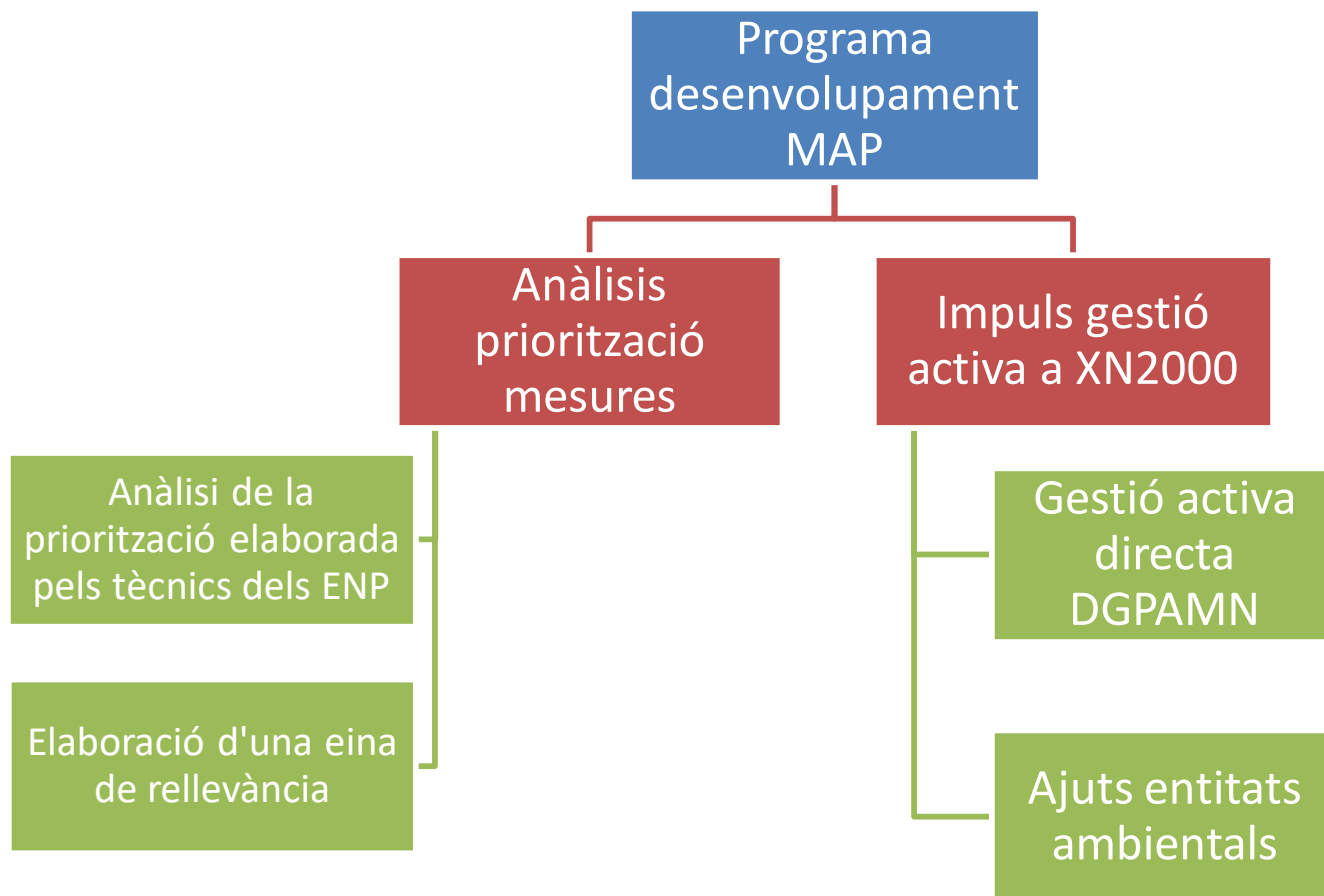 Programa
desenvolupament
MAP
Anàlisis
priorització
mesures
Impuls gestió
activa a XN2000
Anàlisi de la
priorització elaborada
pels tècnics dels ENP
Elaboració d'una eina
de rellevància
Gestió activa
directa
DGPAMN
Ajuts entitats
ambientals